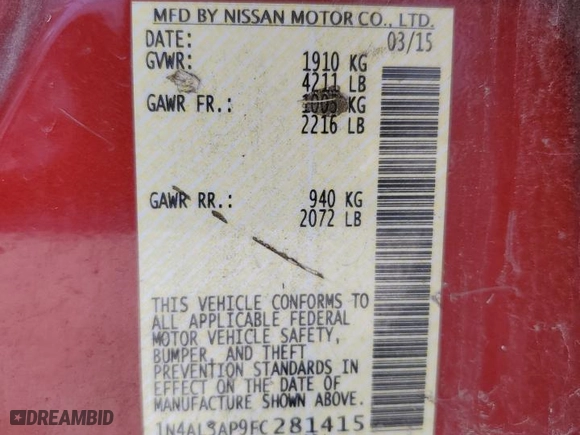 MFD BY NISSAN MOTOR CO., LTD.
DATE: 03/15
GVWR: 1910 KG
4211 LB
GAWR FR.: 1005 KG
2216 LB
GAWR RR.: 940 KG
2072 LB
THIS VEHICLE CONFORMS TO
ALL APPLICABLE FEDERAL
MOTOR VEHICLE SAFETY,
BUMPER, AND THEFT
PREVENTION STANDARDS IN
EFFECT ON THE DATE OF
MANUFACTURE SHOWN ABOVE.
1N4AL3AP9FC281415
DREAMBID